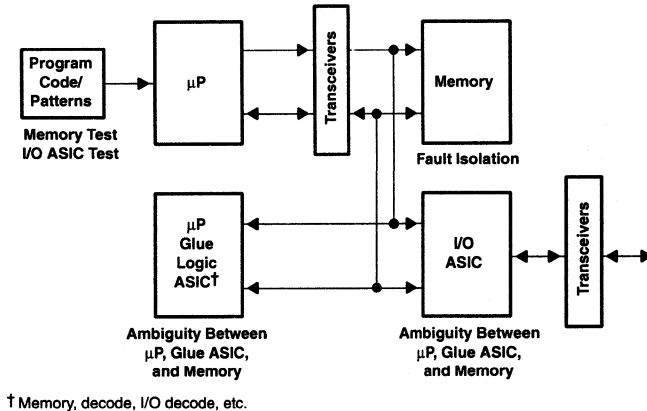 Program
Code/
Patterns
Memory Test
I/O ASIC Test
µP
Transceivers
Memory
Fault Isolation
µP
Glue
Logic
ASIC†
Ambiguity Between
µP, Glue ASIC,
and Memory
I/O
ASIC
Ambiguity Between
µP, Glue ASIC,
and Memory
Transceivers
† Memory, decode, I/O decode, etc.